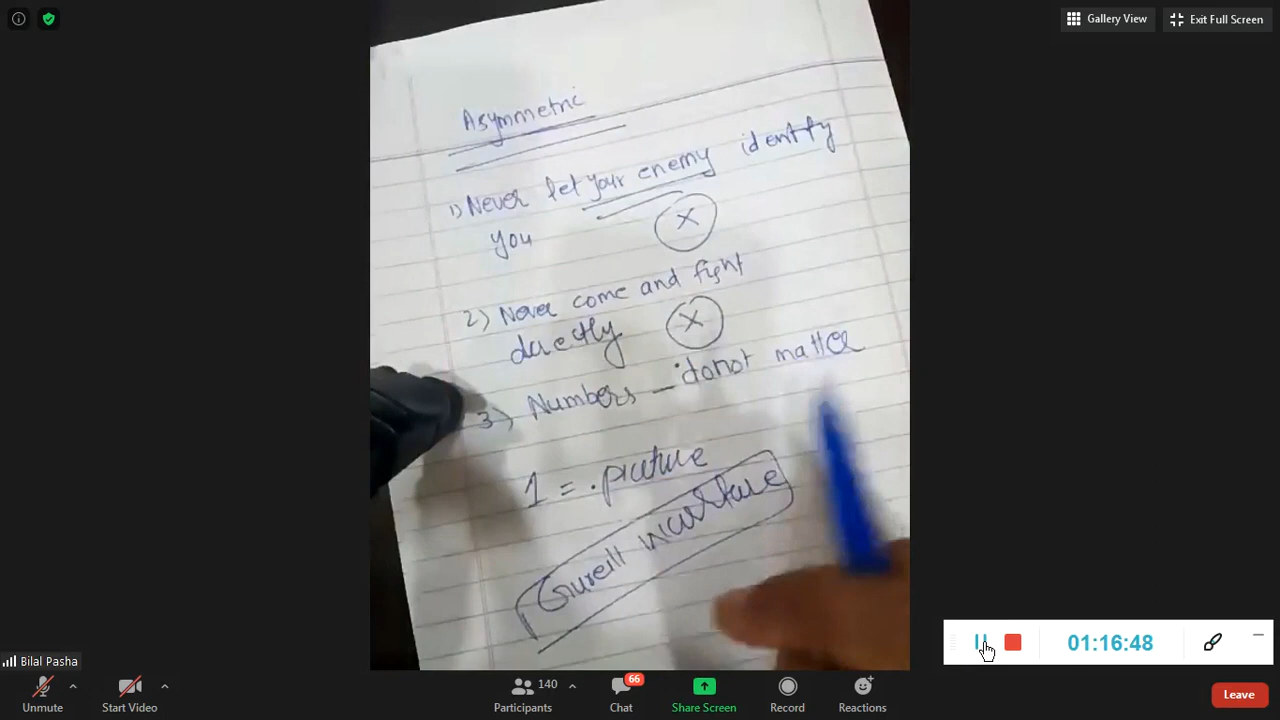 Gallery View
Exit Full Screen
Asymmetric
1) Never let your enemy identify
you
X
2) Never come and fight
directly
X
3) Numbers _ donot matter
1 = . picture
Gurell warfare
01:16:48
Bilal Pasha
Unmute
Start Video
140
Participants
66
Chat
Share Screen
Record
Reactions
Leave